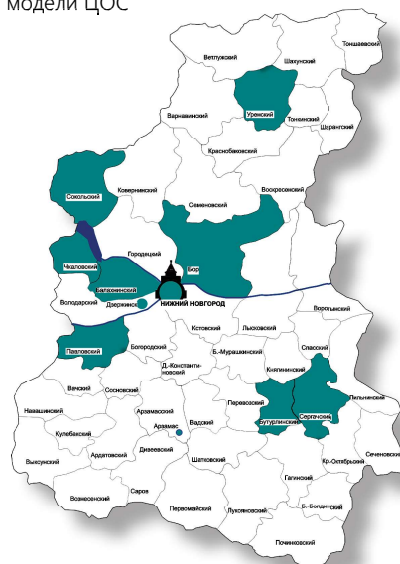 модели ЦОС
Тоншаевский
Ветлужский
Шахунский
Варнавинский
Уренский
Тонкинский
Шарангский
Краснобаковский
Воскресенский
Сокольский
Ковернинский
Семеновский
Городецкий
Чкаловский
Бор
Балахнинский
Володарский
Дзержинск
НИЖНИЙ НОВГОРОД
Воротынский
Кстовский
Лысковский
Павловский
Богородский
Б.-Мурашкинский
Спасский
Д.-Константи-
новский
Княгининский
Вачский
Сосновский
Пильнинский
Навашинский
Арзамасский
Перевозский
Сергачский
Арзамас
Вадский
Бутурлинский
Кулебакский
Дивеевский
Сеченовский
Выксунский
Ардатовский
Шатковский
Кр.-Октябрьский
Гагинский
Вознесенский
Саров
Первомайский
Лукояновский
Починковский